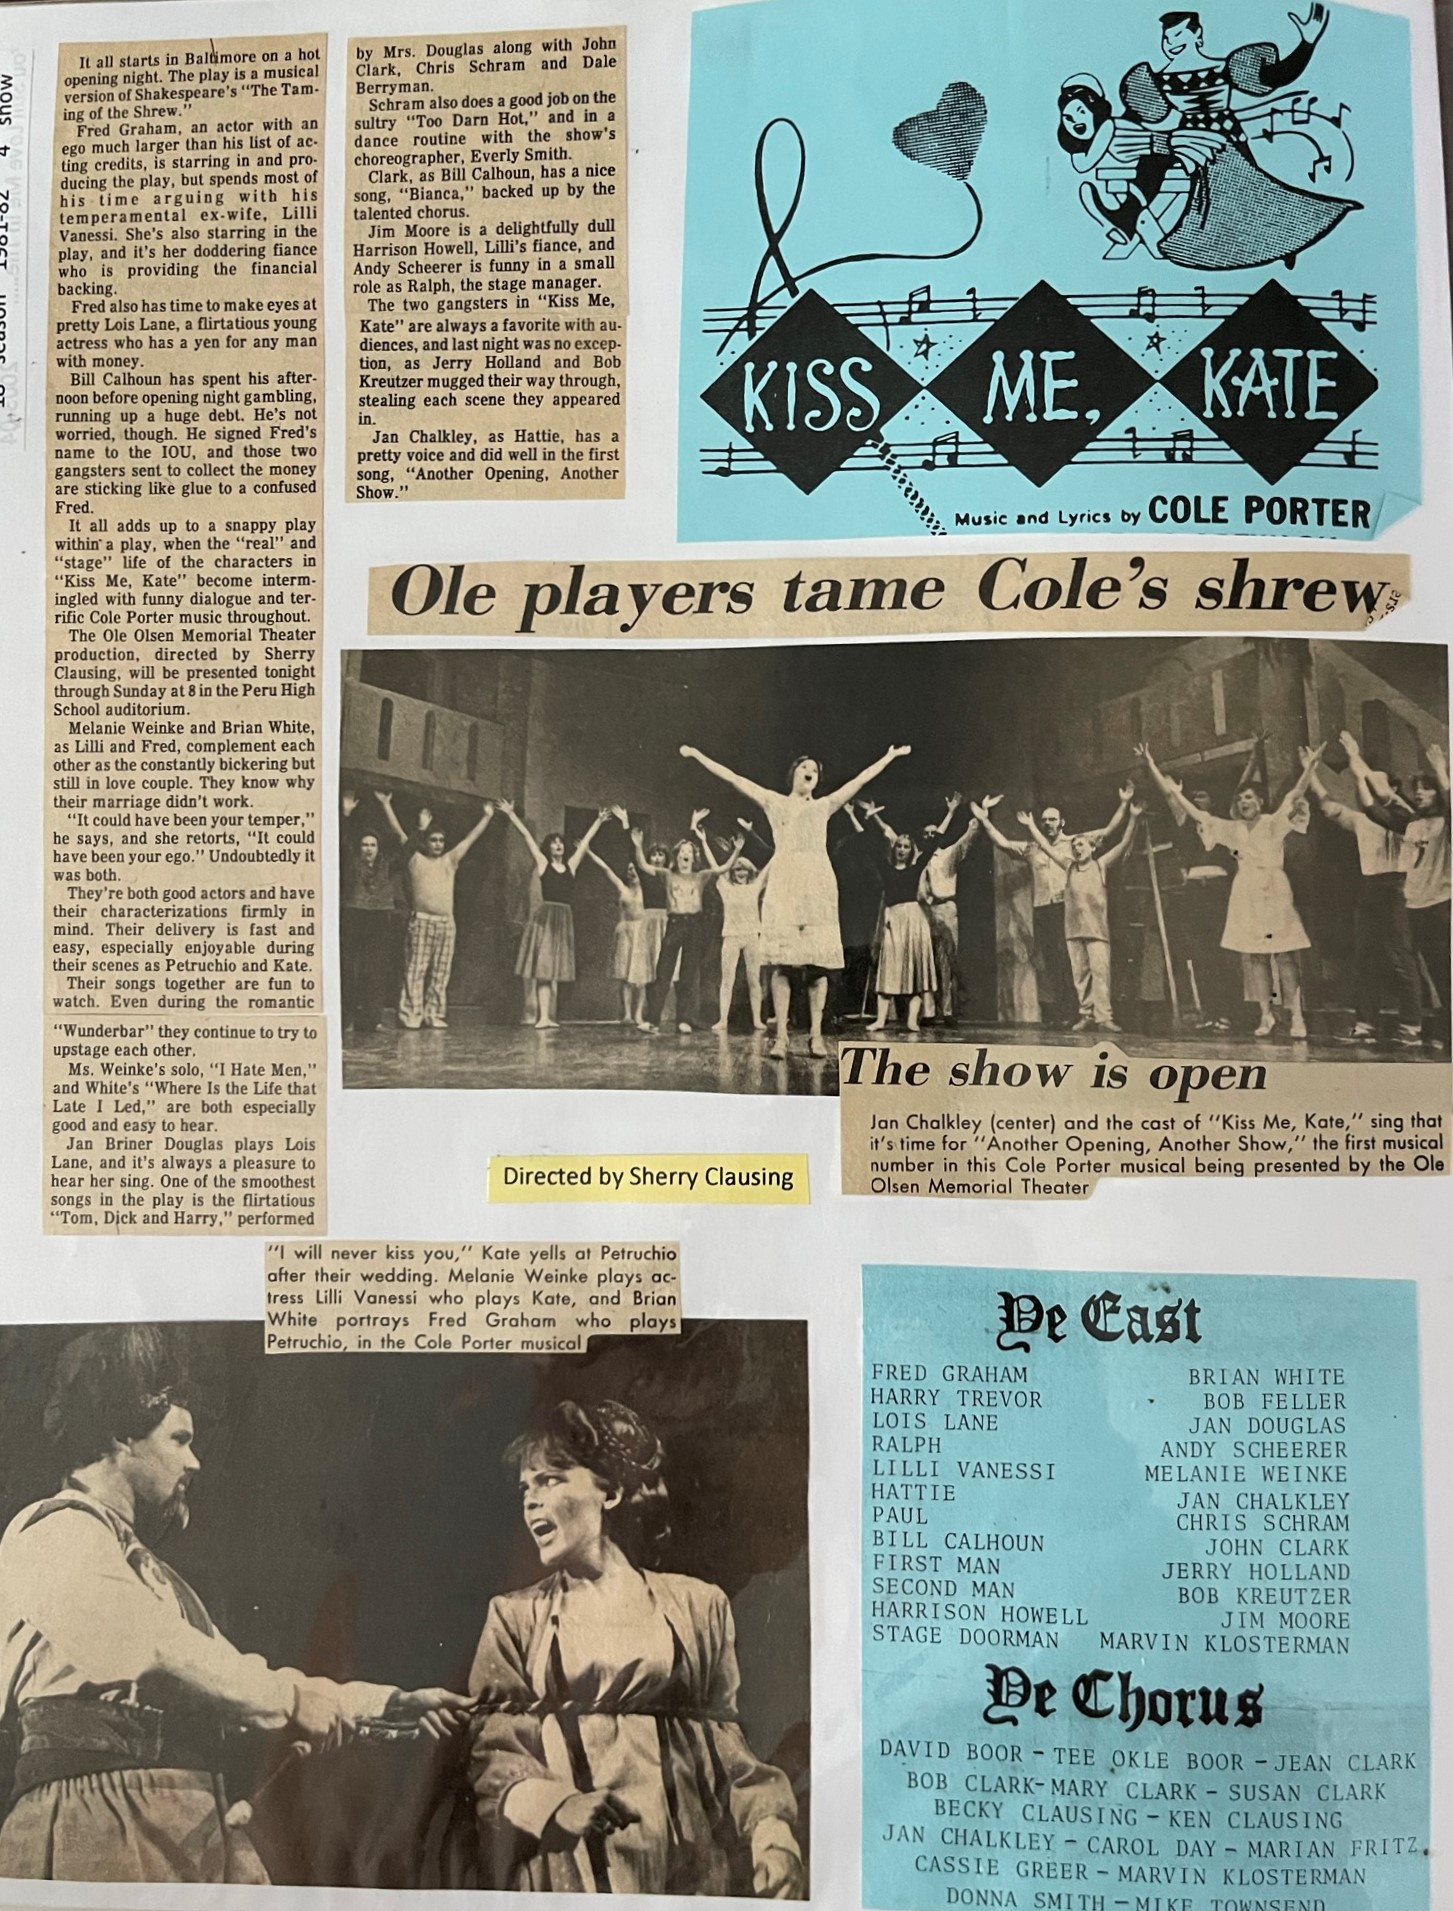 18 season 1981-82 4 show
It all starts in Baltimore on a hot
opening night. The play is a musical
version of Shakespeare's "The Tam-
ing of the Shrew."
Fred Graham, an actor with an
ego much larger than his list of ac-
ting credits, is starring in and pro-
ducing the play, but spends most of
his time arguing with his
temperamental ex-wife, Lilli
Vanessi. She's also starring in the
play, and it's her doddering fiance
who is providing the financial
backing.
Fred also has time to make eyes at
pretty Lois Lane, a flirtatious young
actress who has a yen for any man
with money.
Bill Calhoun has spent his after-
noon before opening night gambling,
running up a huge debt. He's not
worried, though. He signed Fred's
name to the IOU, and those two
gangsters sent to collect the money
are sticking like glue to a confused
Fred.
It all adds up to a snappy play
within a play, when the "real" and
"stage" life of the characters in
"Kiss Me, Kate" become interm-
ingled with funny dialogue and ter-
rific Cole Porter music throughout.
The Ole Olsen Memorial Theater
production, directed by Sherry
Clausing, will be presented tonight
through Sunday at 8 in the Peru High
School auditorium.
Melanie Weinke and Brian White,
as Lilli and Fred, complement each
other as the constantly bickering but
still in love couple. They know why
their marriage didn't work.
"It could have been your temper,"
he says, and she retorts, "It could
have been your ego." Undoubtedly it
was both.
They're both good actors and have
their characterizations firmly in
mind. Their delivery is fast and
easy, especially enjoyable during
their scenes as Petruchio and Kate.
Their songs together are fun to
watch. Even during the romantic
"Wunderbar" they continue to try to
upstage each other.
Ms. Weinke's solo, "I Hate Men,"
and White's "Where Is the Life that
Late I Led," are both especially
good and easy to hear.
Jan Briner Douglas plays Lois
Lane, and it's always a pleasure to
hear her sing. One of the smoothest
songs in the play is the flirtatious
"Tom, Dick and Harry," performed
by Mrs. Douglas along with John
Clark, Chris Schram and Dale
Berryman.
Schram also does a good job on the
sultry "Too Darn Hot," and in a
dance routine with the show's
choreographer, Everly Smith.
Clark, as Bill Calhoun, has a nice
song, "Bianca," backed up by the
talented chorus.
Jim Moore is a delightfully dull
Harrison Howell, Lilli's fiance, and
Andy Scheerer is funny in a small
role as Ralph, the stage manager.
The two gangsters in "Kiss Me,
Kate" are always a favorite with au-
diences, and last night was no excep-
tion, as Jerry Holland and Bob
Kreutzer mugged their way through,
stealing each scene they appeared
in.
Jan Chalkley, as Hattie, has a
pretty voice and did well in the first
song, "Another Opening, Another
Show."
KISS ME, KATE
Music and Lyrics by COLE PORTER
Ole players tame Cole's shrew
The show is open
Jan Chalkley (center) and the cast of "Kiss Me, Kate," sing that
it's time for "Another Opening, Another Show," the first musical
number in this Cole Porter musical being presented by the Ole
Olsen Memorial Theater
Directed by Sherry Clausing
"I will never kiss you," Kate yells at Petruchio
after their wedding. Melanie Weinke plays ac-
tress Lilli Vanessi who plays Kate, and Brian
White portrays Fred Graham who plays
Petruchio, in the Cole Porter musical
Ye Cast
FRED GRAHAM BRIAN WHITE
HARRY TREVOR BOB FELLER
LOIS LANE JAN DOUGLAS
RALPH ANDY SCHEERER
LILLI VANESSI MELANIE WEINKE
HATTIE JAN CHALKLEY
PAUL CHRIS SCHRAM
BILL CALHOUN JOHN CLARK
FIRST MAN JERRY HOLLAND
SECOND MAN BOB KREUTZER
HARRISON HOWELL JIM MOORE
STAGE DOORMAN MARVIN KLOSTERMAN
Ye Chorus
DAVID BOOR - TEE OKLE BOOR - JEAN CLARK
BOB CLARK - MARY CLARK - SUSAN CLARK
BECKY CLAUSING - KEN CLAUSING
JAN CHALKLEY - CAROL DAY - MARIAN FRITZ
CASSIE GREER - MARVIN KLOSTERMAN
DONNA SMITH - MIKE TOWNSEND